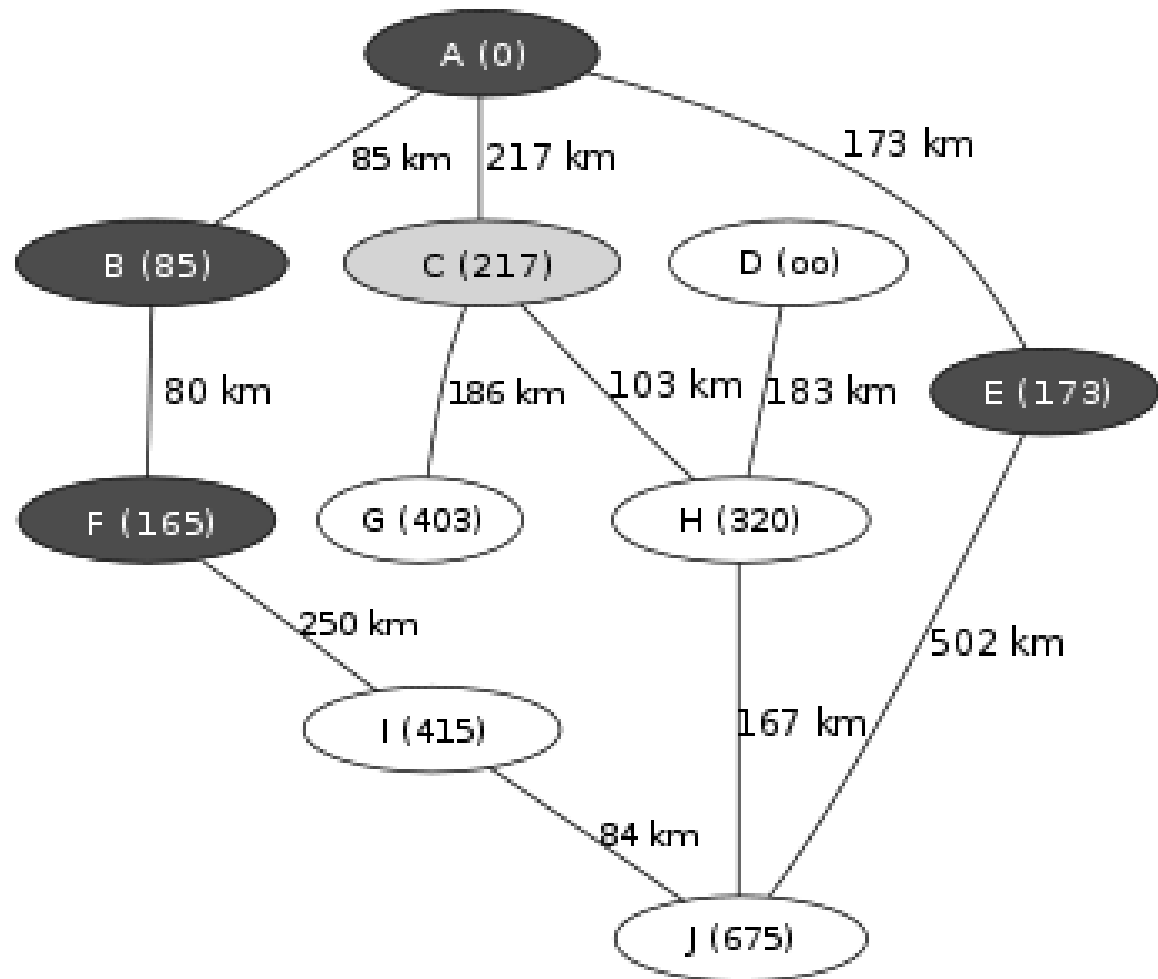 A (0)
85 km
217 km
173 km
B (85)
C (217)
D (oo)
80 km
186 km
103 km
183 km
E (173)
F (165)
G (403)
H (320)
250 km
502 km
I (415)
167 km
84 km
J (675)